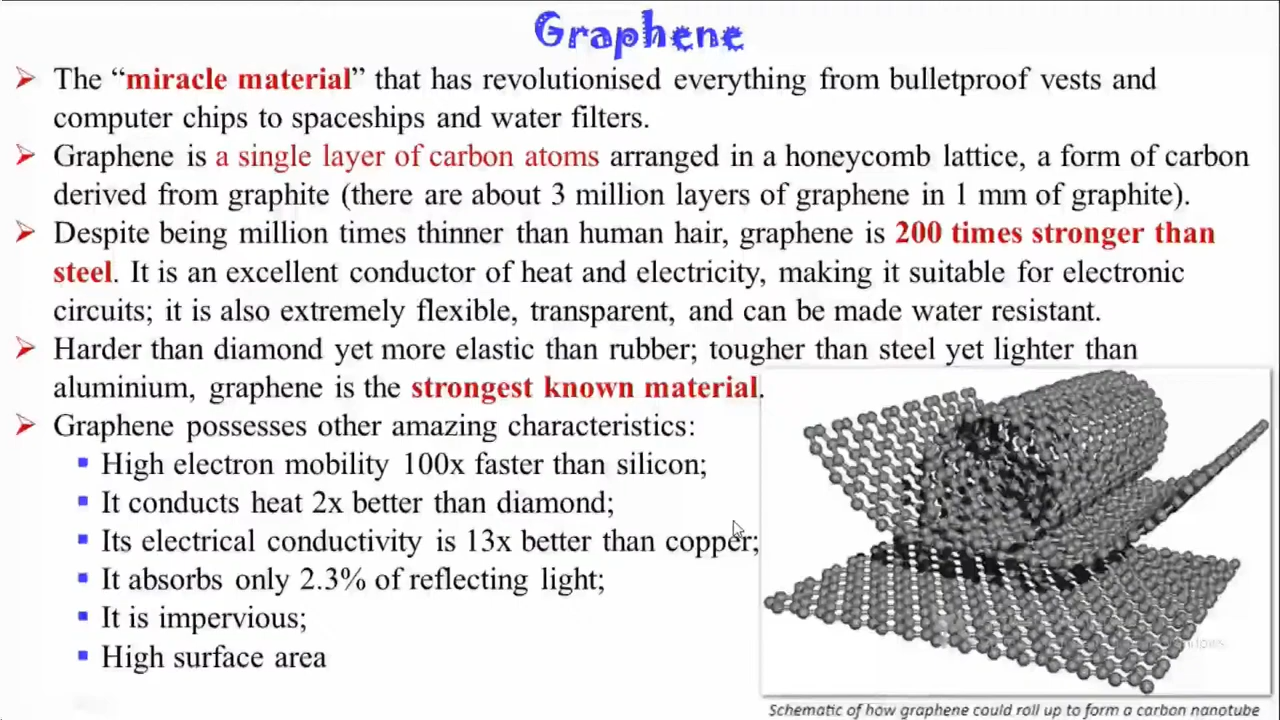 Graphene
➢ The “miracle material” that has revolutionised everything from bulletproof vests and
computer chips to spaceships and water filters.
➢ Graphene is a single layer of carbon atoms arranged in a honeycomb lattice, a form of carbon
derived from graphite (there are about 3 million layers of graphene in 1 mm of graphite).
➢ Despite being million times thinner than human hair, graphene is 200 times stronger than
steel. It is an excellent conductor of heat and electricity, making it suitable for electronic
circuits; it is also extremely flexible, transparent, and can be made water resistant.
➢ Harder than diamond yet more elastic than rubber; tougher than steel yet lighter than
aluminium, graphene is the strongest known material.
➢ Graphene possesses other amazing characteristics:
▪ High electron mobility 100x faster than silicon;
▪ It conducts heat 2x better than diamond;
▪ Its electrical conductivity is 13x better than copper;
▪ It absorbs only 2.3% of reflecting light;
▪ It is impervious;
▪ High surface area
Schematic of how graphene could roll up to form a carbon nanotube